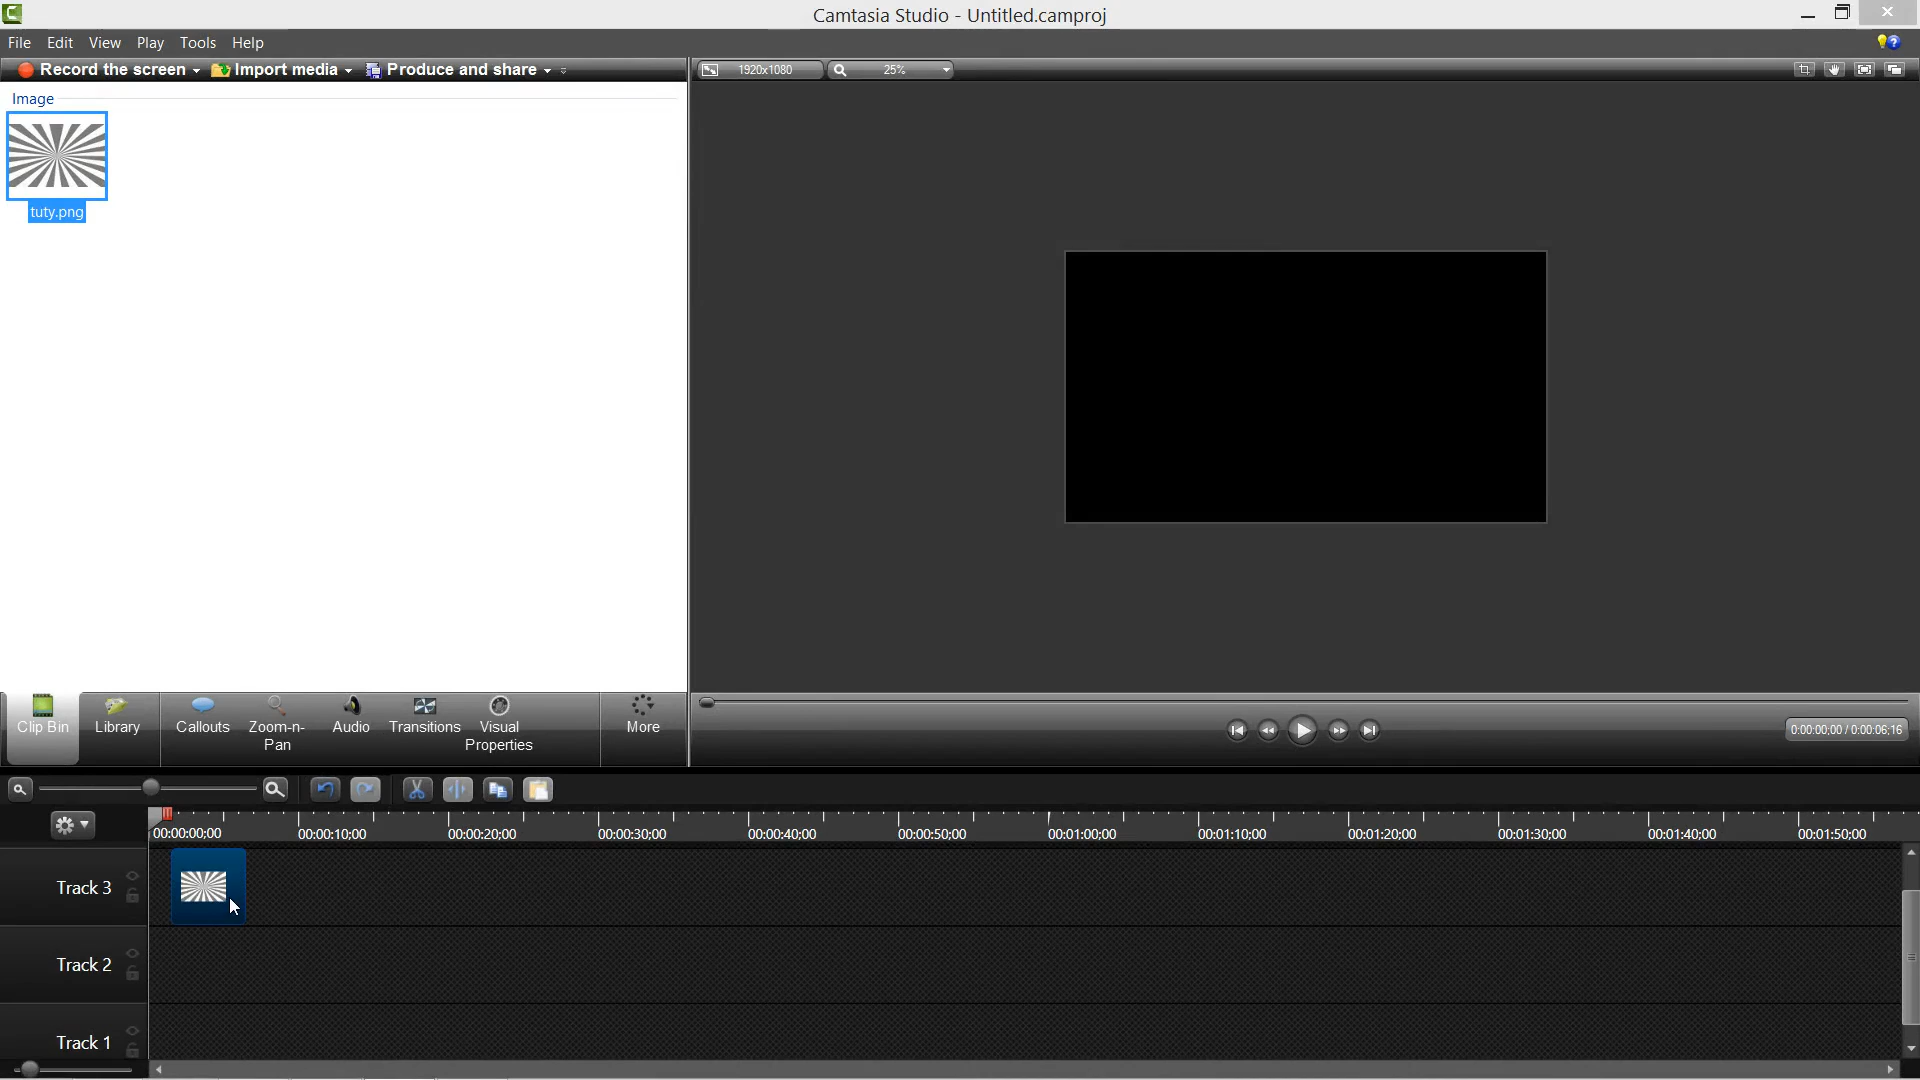 Camtasia Studio - Untitled.camproj
File Edit View Play Tools Help
Record the screen Import media Produce and share 1920x1080 25%
Image
tuty.png
Clip Bin Library Callouts Zoom-n-Pan Audio Transitions Visual Properties More
0:00:00;00 / 0:00:06;16
00:00:00;00 00:00:10;00 00:00:20;00 00:00:30;00 00:00:40;00 00:00:50;00 00:01:00;00 00:01:10;00 00:01:20;00 00:01:30;00 00:01:40;00 00:01:50;00
Track 3
Track 2
Track 1